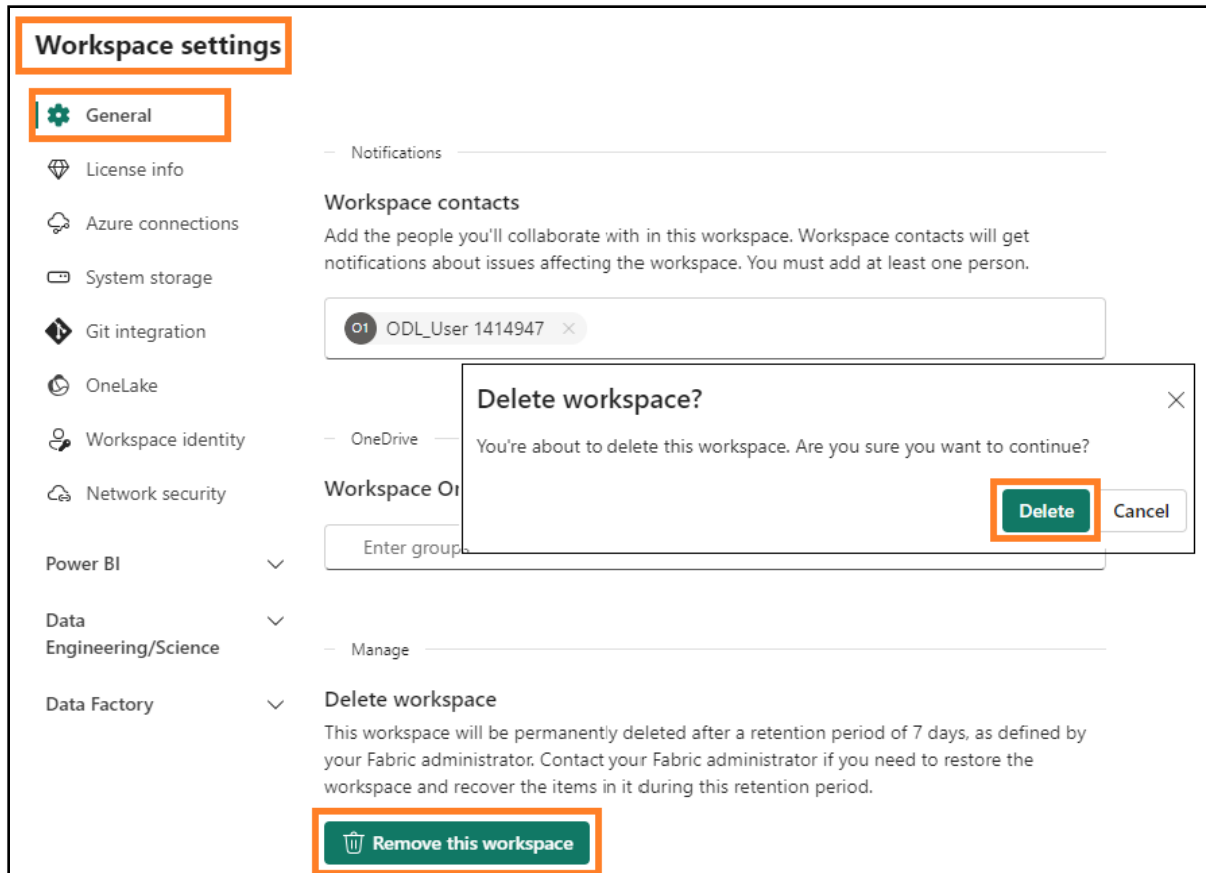 Workspace settings
General
License info
Azure connections
System storage
Git integration
OneLake
Workspace identity
Network security
Power BI
Data
Engineering/Science
Data Factory
Notifications
Workspace contacts
Add the people you'll collaborate with in this workspace. Workspace contacts will get
notifications about issues affecting the workspace. You must add at least one person.
O1 ODL_User 1414947
OneDrive
Workspace
Enter
Delete workspace?
You're about to delete this workspace. Are you sure you want to continue?
Delete Cancel
Manage
Delete workspace
This workspace will be permanently deleted after a retention period of 7 days, as defined by
your Fabric administrator. Contact your Fabric administrator if you need to restore the
workspace and recover the items in it during this retention period.
Remove this workspace